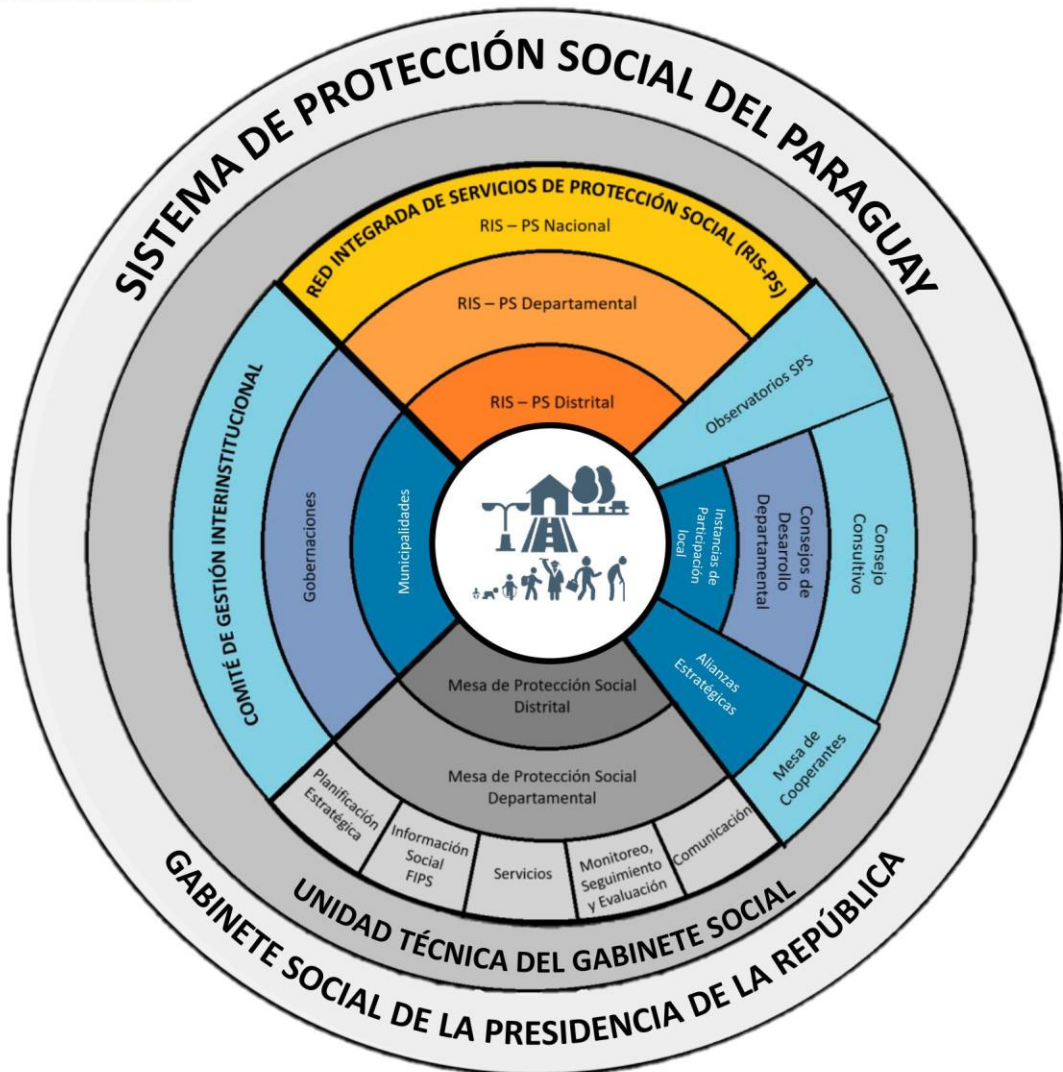 SISTEMA DE PROTECCIÓN SOCIAL DEL PARAGUAY
RED INTEGRADA DE SERVICIOS DE PROTECCIÓN SOCIAL (RIS-PS)
RIS – PS Nacional
RIS – PS Departamental
RIS – PS Distrital
COMITÉ DE GESTIÓN INTERINSTITUCIONAL
Gobernaciones
Municipalidades
Observatorios SPS
Instancias de
Participación
local
Consejos de
Desarrollo
Departamental
Consejo
Consultivo
Alianzas
Estratégicas
Mesa de
Cooperantes
Mesa de Protección Social
Distrital
Mesa de Protección Social
Departamental
Planificación
Estratégica
Información
Social
FIPS
Servicios
Monitoreo,
Seguimiento
y Evaluación
Comunicación
UNIDAD TÉCNICA DEL GABINETE SOCIAL
GABINETE SOCIAL DE LA PRESIDENCIA DE LA REPÚBLICA